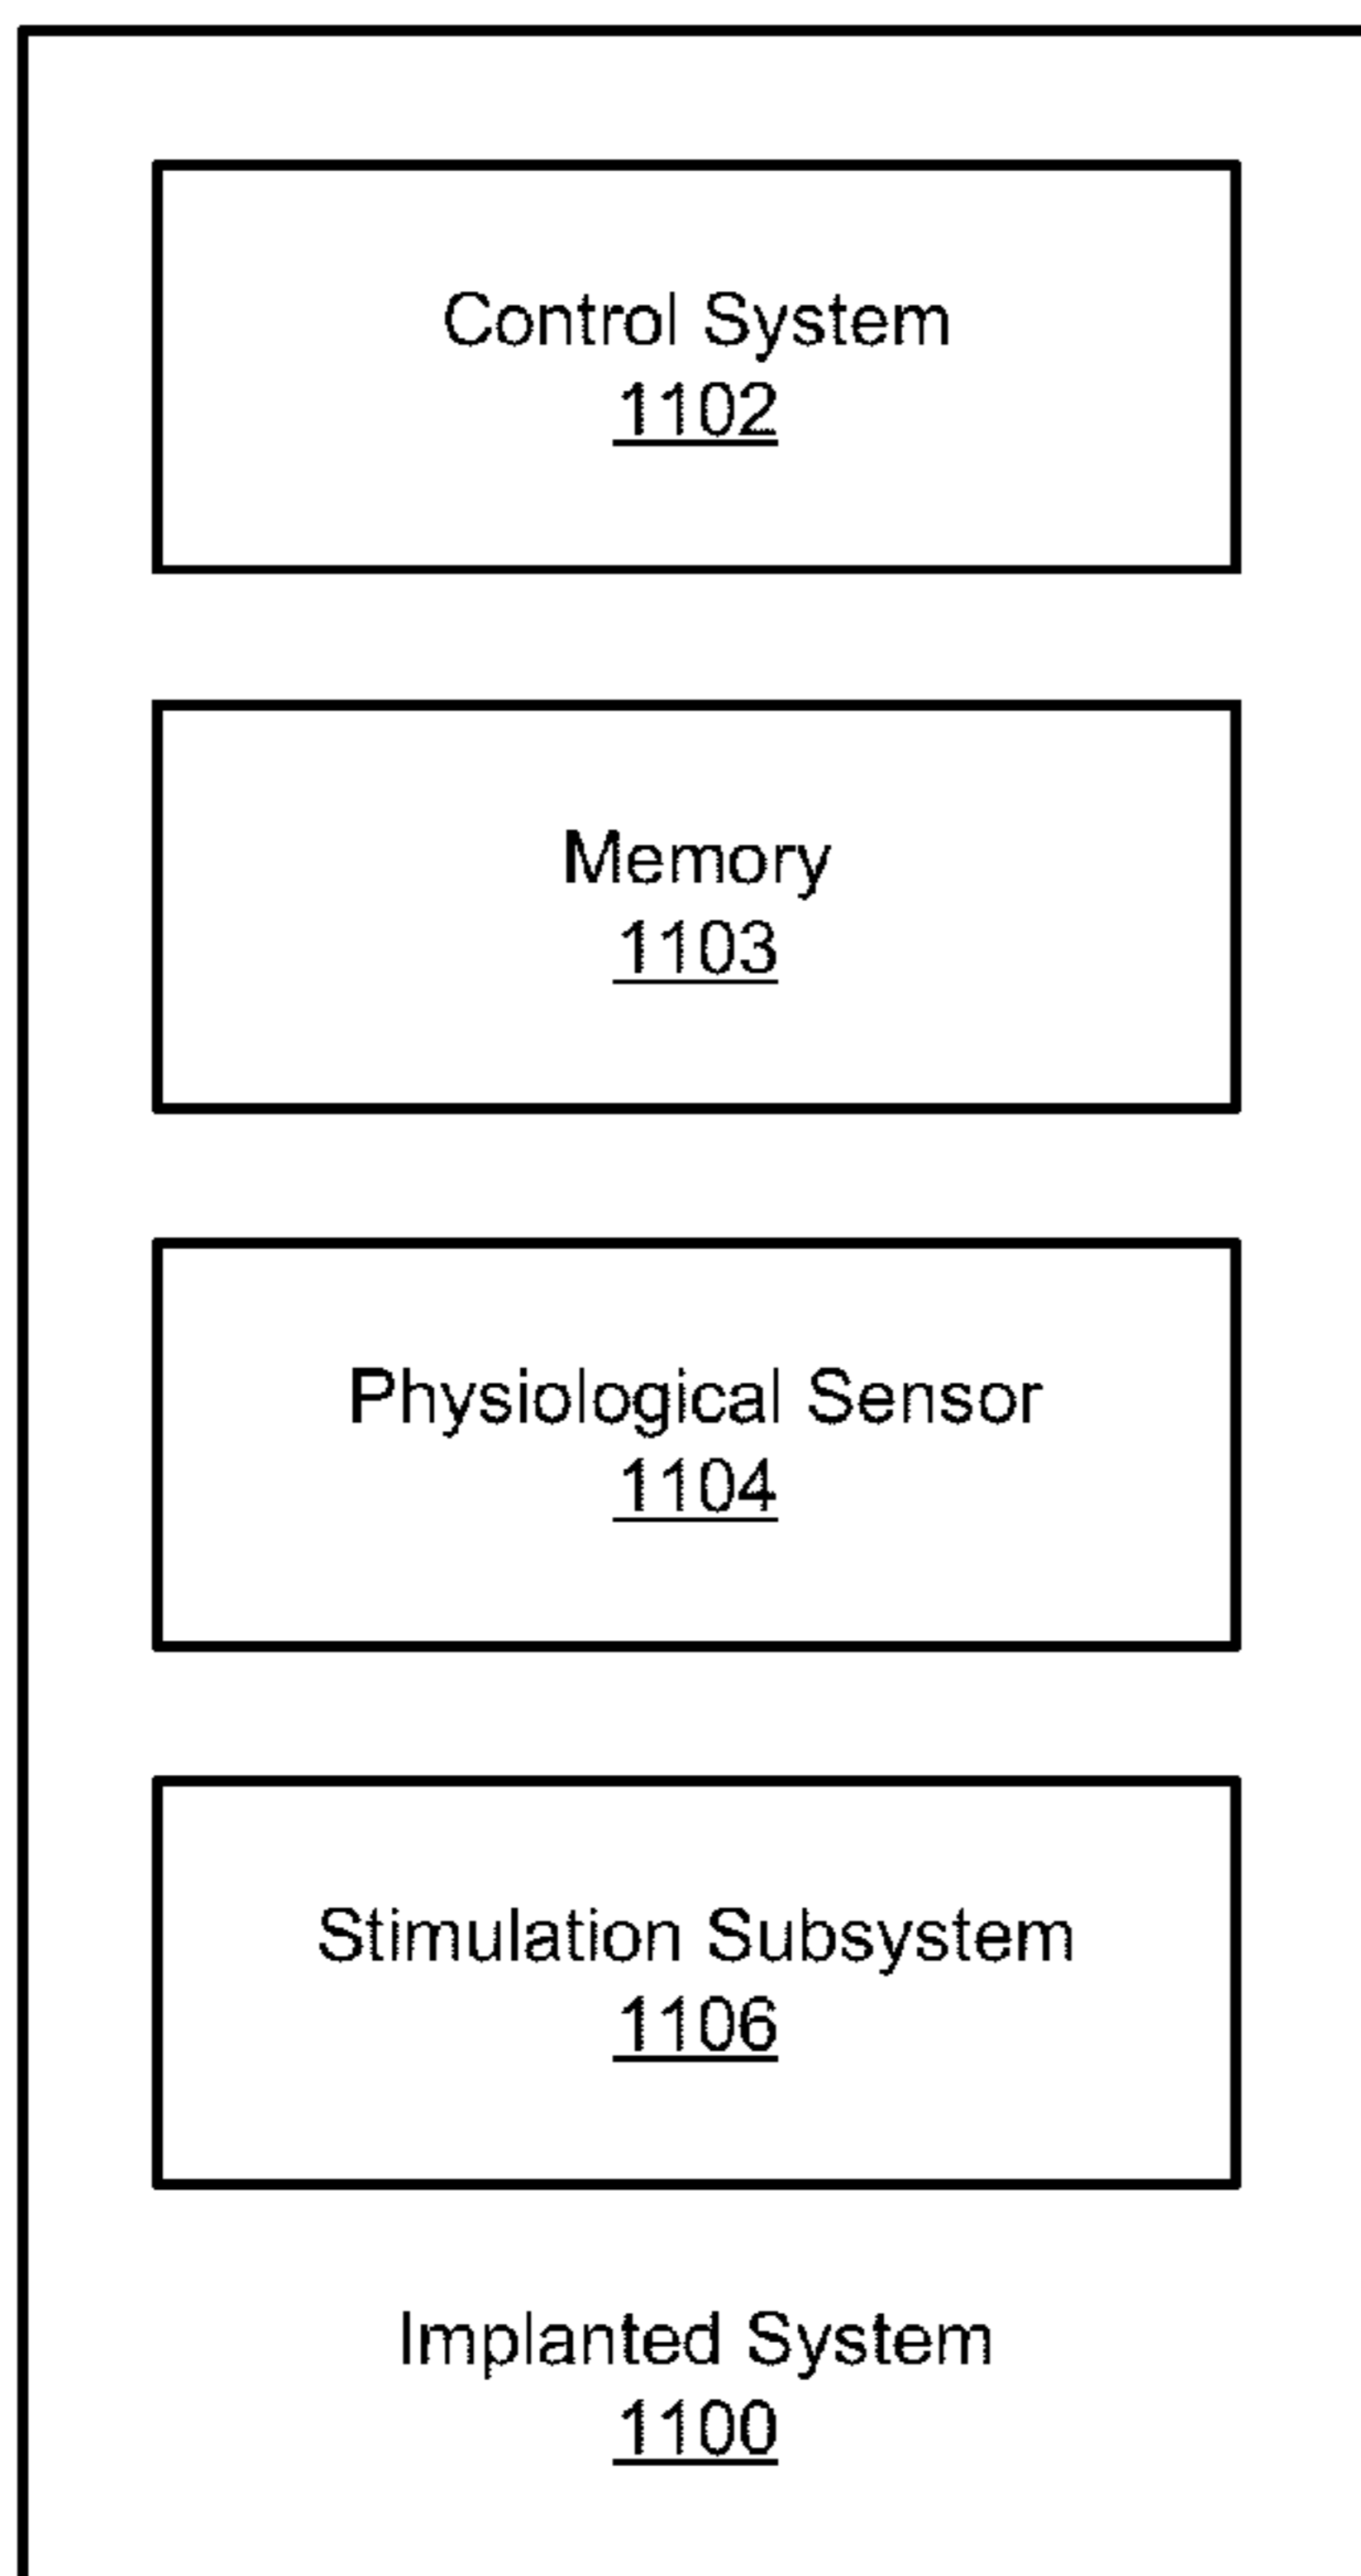 Control System
1102
Memory
1103
Physiological Sensor
1104
Stimulation Subsystem
1106
Implanted System
1100